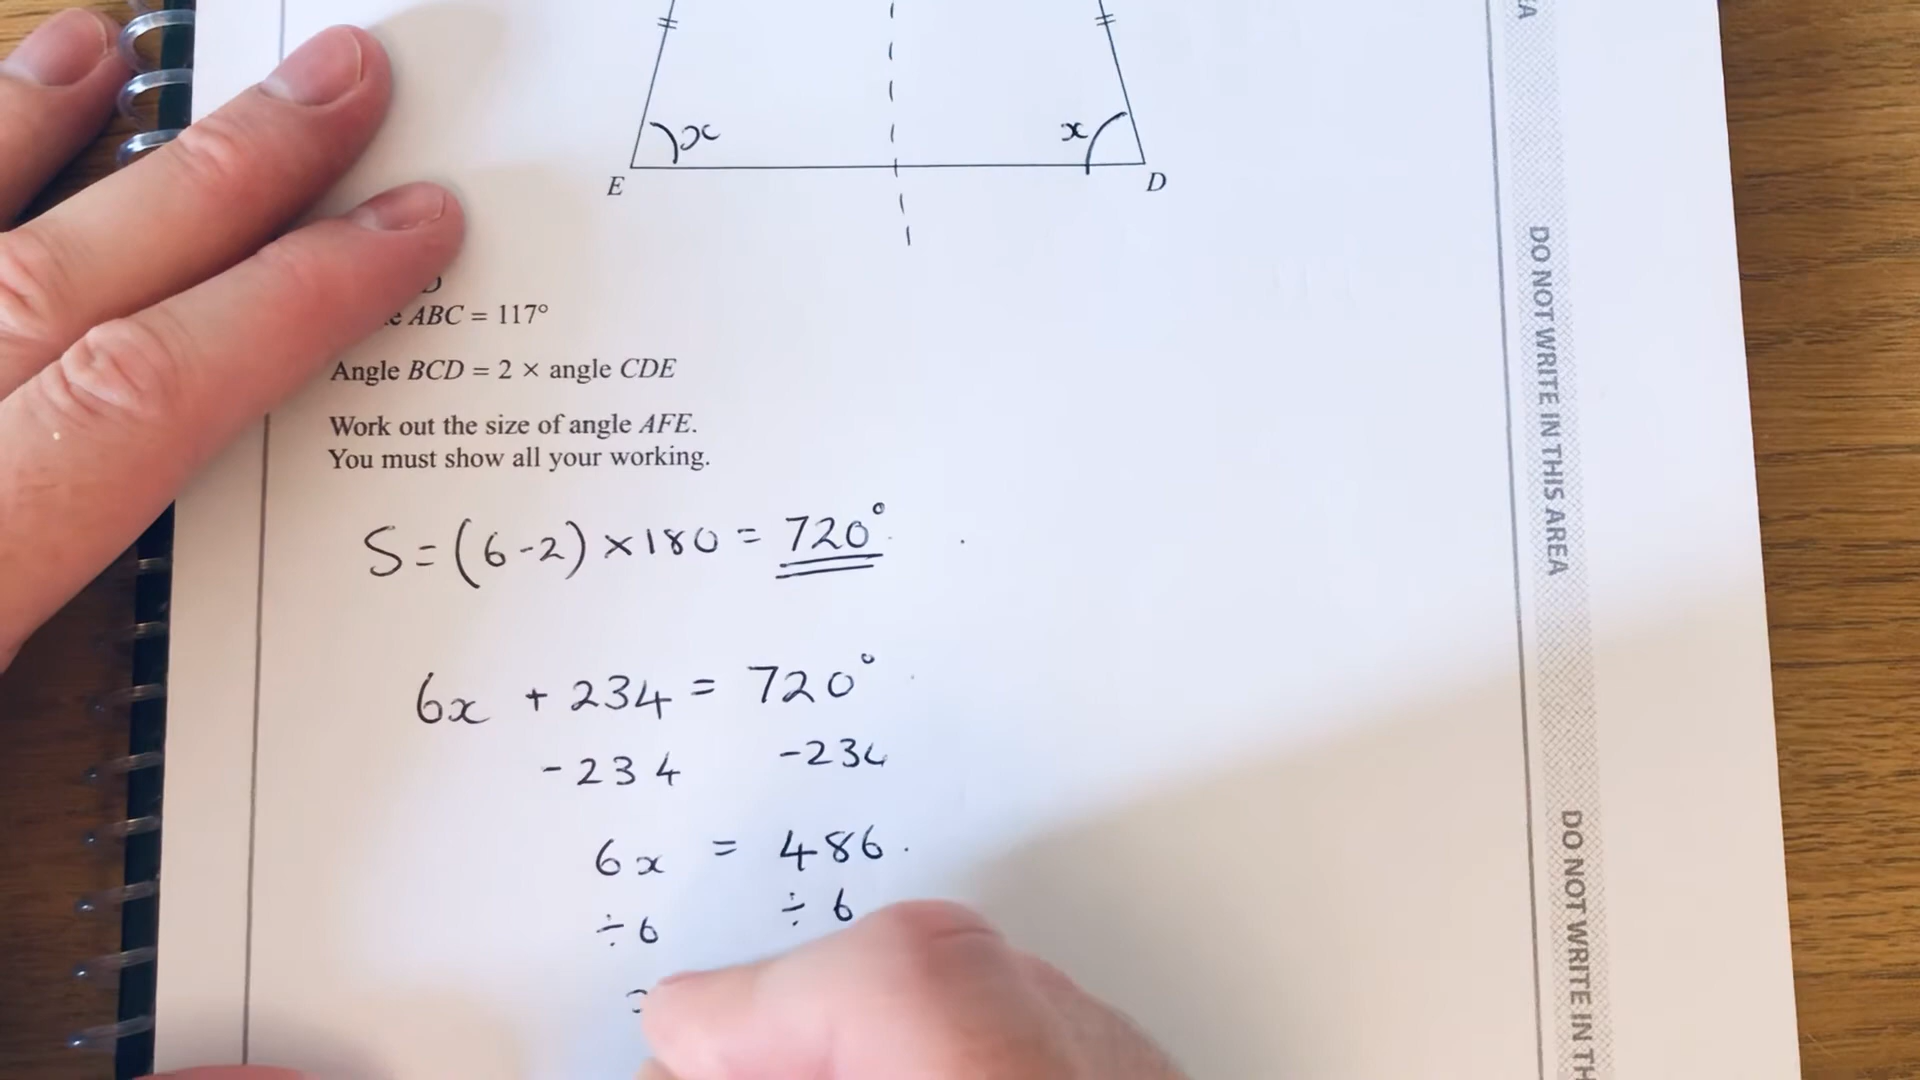 x x
E D
ABC = 117°
Angle BCD = 2 × angle CDE
Work out the size of angle AFE.
You must show all your working.
S = (6-2) ×180 = 720°
6x + 234 = 720°
-234 -234
6x = 486
÷6 ÷6
DO NOT WRITE IN THIS AREA
DO NOT WRITE IN